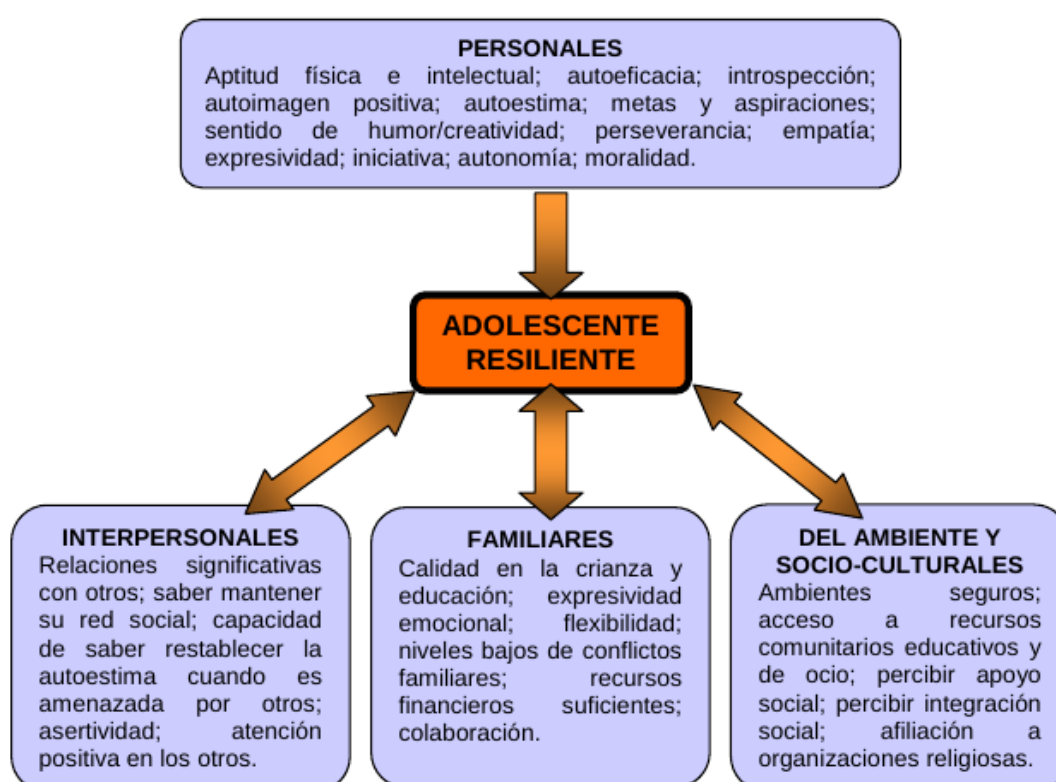 PERSONALES
Aptitud física e intelectual; autoeficacia; introspección;
autoimagen positiva; autoestima; metas y aspiraciones;
sentido de humor/creatividad; perseverancia; empatía;
expresividad; iniciativa; autonomía; moralidad.
ADOLESCENTE
RESILIENTE
INTERPERSONALES
Relaciones significativas
con otros; saber mantener
su red social; capacidad
de saber restablecer la
autoestima cuando es
amenazada por otros;
asertividad; atención
positiva en los otros.
FAMILIARES
Calidad en la crianza y
educación; expresividad
emocional; flexibilidad;
niveles bajos de conflictos
familiares; recursos
financieros suficientes;
colaboración.
DEL AMBIENTE Y
SOCIO-CULTURALES
Ambientes seguros;
acceso a recursos
comunitarios educativos y
de ocio; percibir apoyo
social; percibir integración
social; afiliación a
organizaciones religiosas.